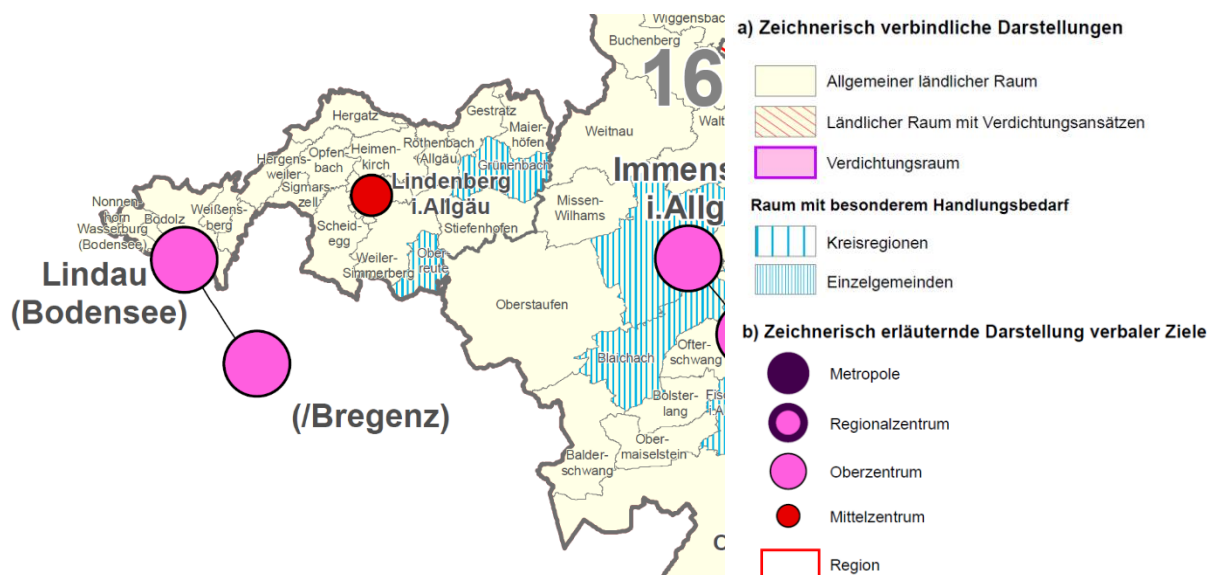 Wiggensbach
Buchenberg
16
Walt
Gestratz
Hergatz
Maier-
höfen
Weitnau
Heimen-
kirch
Röthenbach
(Allgäu)
Opfen-
bach
Hergens-
weiler
Grünenbach
Sigmars-
zell
Lindenberg
i.Allgäu
Immens
i.Allg
Missen-
Wilhams
Nonnen-
horn
Wasserburg
(Bodensee)
Bodolz
Weißens-
berg
Scheid-
egg
Stiefenhofen
Weiler-
Simmerberg
Ober-
reute
Lindau
(Bodensee)
Oberstaufen
Blaichach
Ofter-
schwang
(/Bregenz)
Bolster-
lang
Fisc
i.A
Ober-
maiselstein
Balder-
schwang
a) Zeichnerisch verbindliche Darstellungen
Allgemeiner ländlicher Raum
Ländlicher Raum mit Verdichtungsansätzen
Verdichtungsraum
Raum mit besonderem Handlungsbedarf
Kreisregionen
Einzelgemeinden
b) Zeichnerisch erläuternde Darstellung verbaler Ziele
Metropole
Regionalzentrum
Oberzentrum
Mittelzentrum
Region